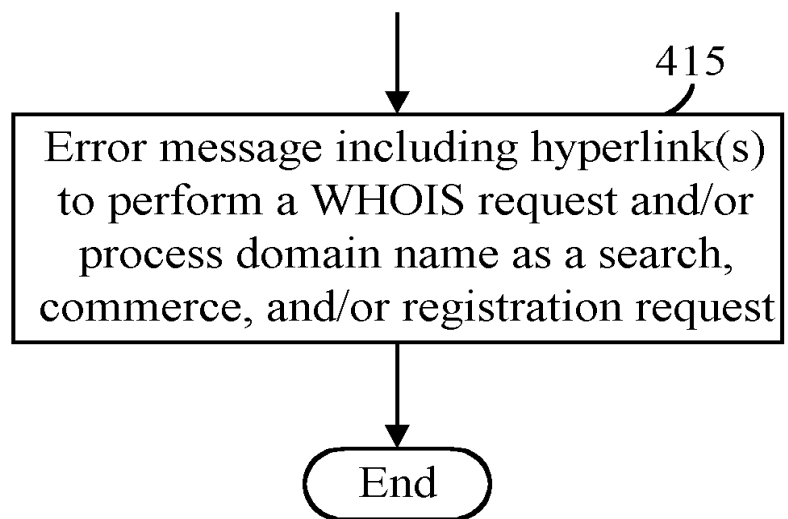 415
Error message including hyperlink(s)
to perform a WHOIS request and/or
process domain name as a search,
commerce, and/or registration request
End